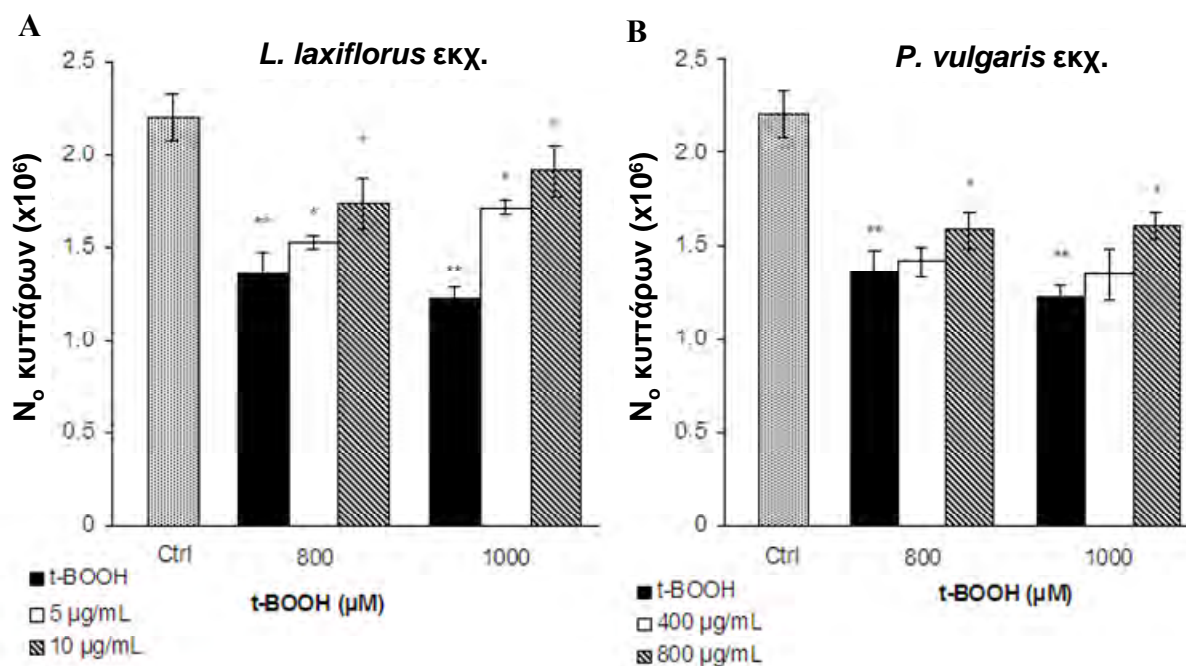 A
L. laxiflorus εκχ.
Nₒ κυττάρων (x10⁶)
2.5
2.0
1.5
1.0
0.5
0
**
*
**
*
Ctrl
800
1000
t-BOOH (μM)
t-BOOH
5 μg/mL
10 μg/mL
B
P. vulgaris εκχ.
Nₒ κυττάρων (x10⁶)
2.5
2.0
1.5
1.0
0.5
0
**
*
**
*
Ctrl
800
1000
t-BOOH (μM)
t-BOOH
400 μg/mL
800 μg/mL